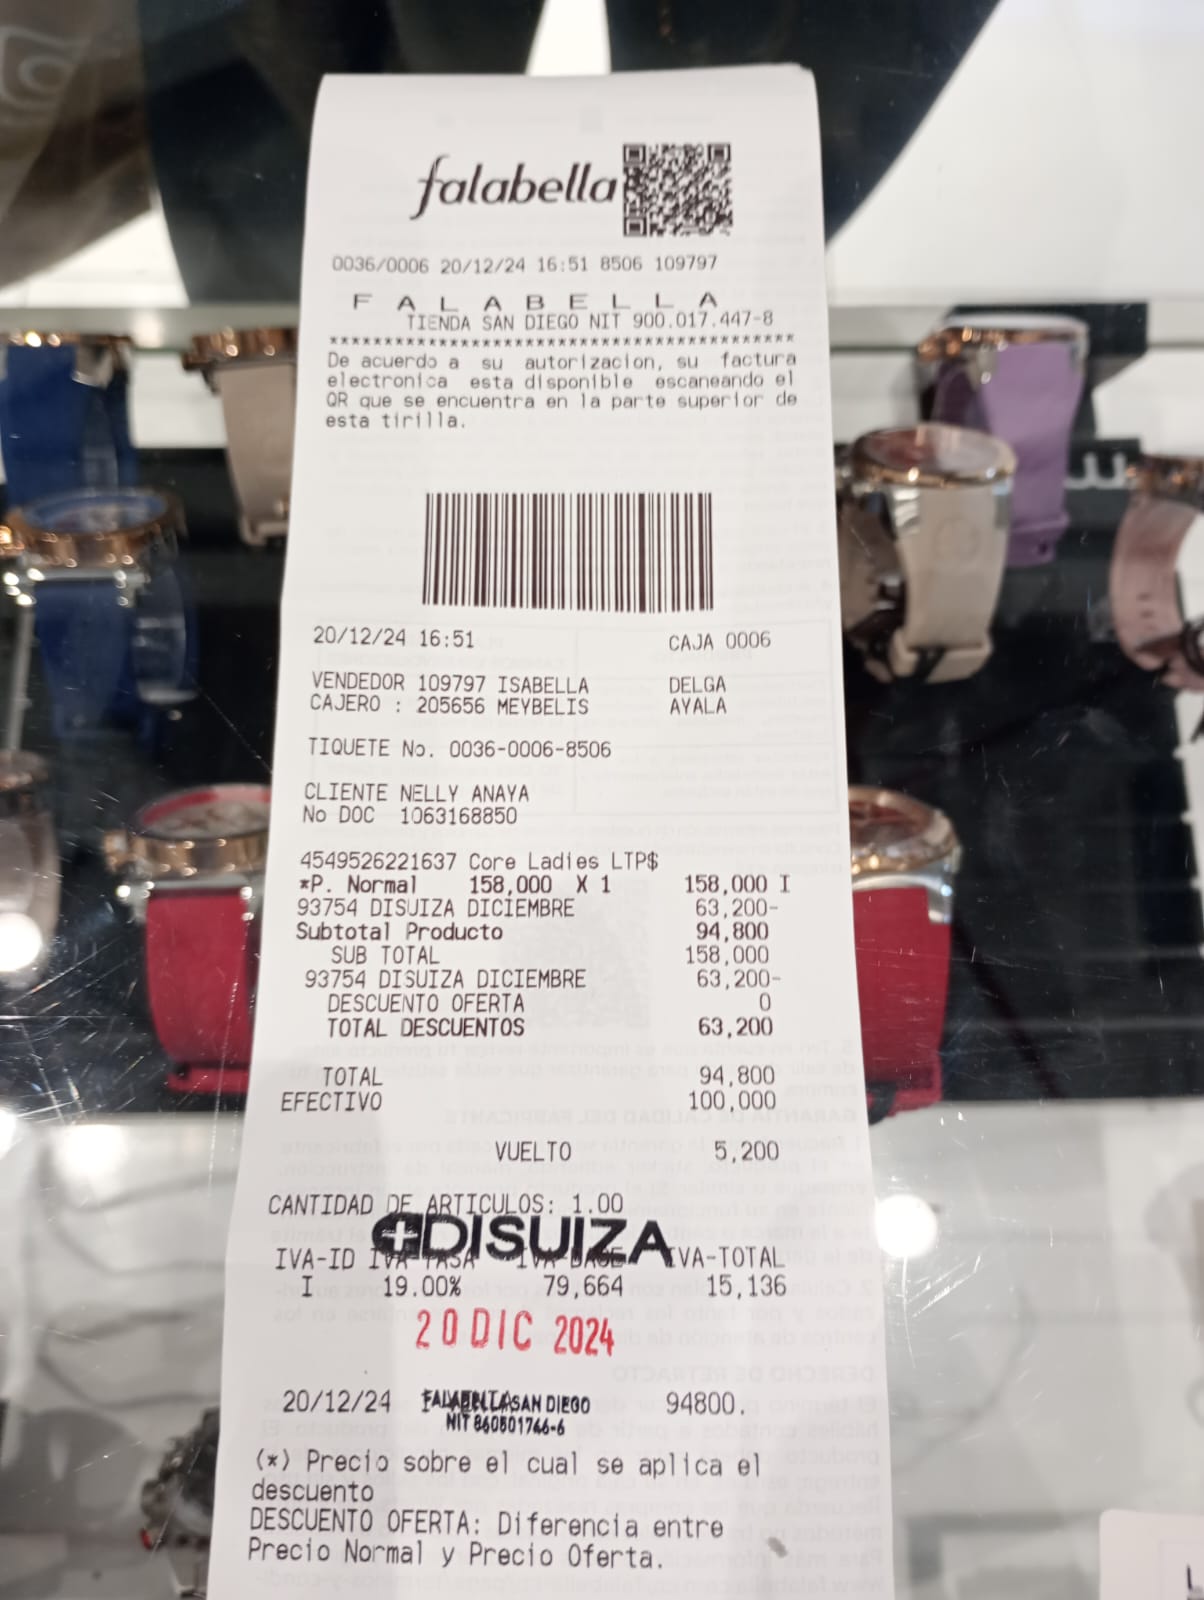 falabella
0036/0006 20/12/24 16:51 8506 109797
F A L A B E L L A
TIENDA SAN DIEGO NIT 900.017.447-8
******************************************
De acuerdo a su autorizacion, su factura
electronica esta disponible escaneando el
QR que se encuentra en la parte superior de
esta tirilla.
20/12/24 16:51 CAJA 0006
VENDEDOR 109797 ISABELLA DELGA
CAJERO : 205656 MEYBELIS AYALA
TIQUETE No. 0036-0006-8506
CLIENTE NELLY ANAYA
No DOC 1063168850
4549526221637 Core Ladies LTP$
*P. Normal 158,000 X 1 158,000 I
93754 DISUIZA DICIEMBRE 63,200-
Subtotal Producto 94,800
SUB TOTAL 158,000
93754 DISUIZA DICIEMBRE 63,200-
DESCUENTO OFERTA 0
TOTAL DESCUENTOS 63,200
TOTAL 94,800
EFECTIVO 100,000
VUELTO 5,200
CANTIDAD DE ARTICULOS: 1.00
DISUIZA
IVA-ID IVA-TASA IVA-BASE IVA-TOTAL
I 19.00% 79,664 15,136
20 DIC 2024
20/12/24 FALABELLA SAN DIEGO 94800.
NIT 860501766-6
(*) Precio sobre el cual se aplica el
descuento
DESCUENTO OFERTA: Diferencia entre
Precio Normal y Precio Oferta.